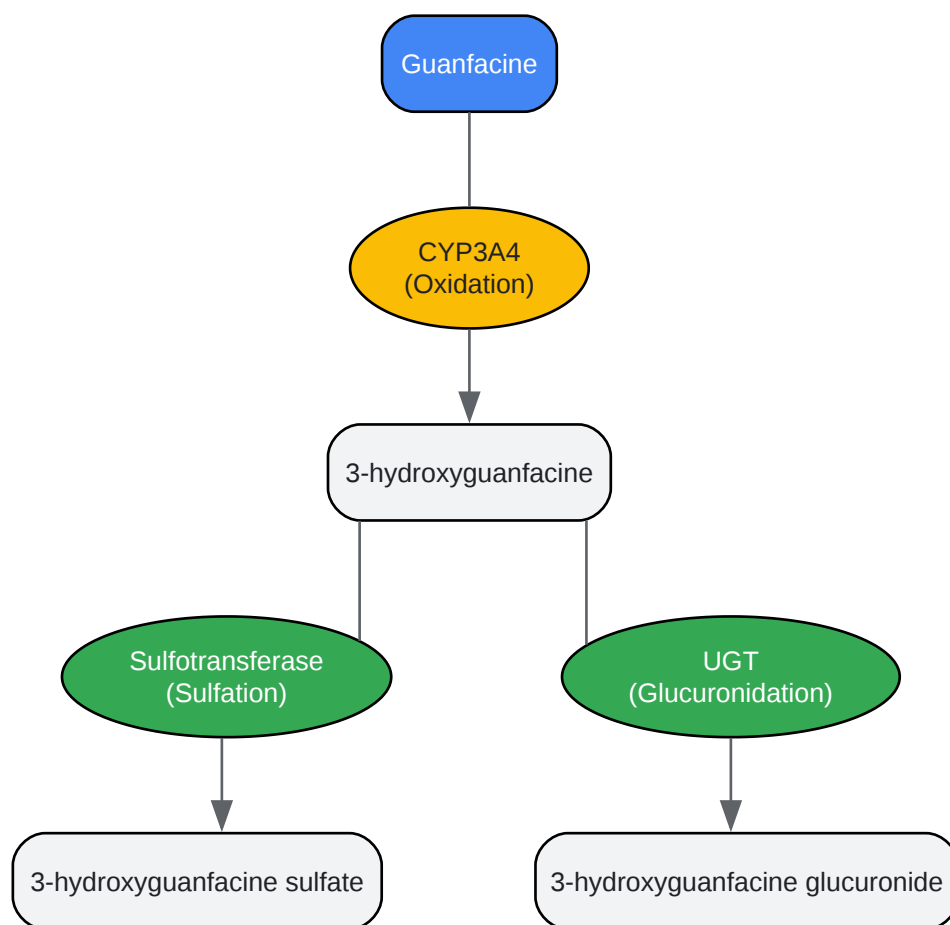 Guanfacine
CYP3A4
(Oxidation)
3-hydroxyguanfacine
Sulfotransferase
(Sulfation)
UGT
(Glucuronidation)
3-hydroxyguanfacine sulfate
3-hydroxyguanfacine glucuronide